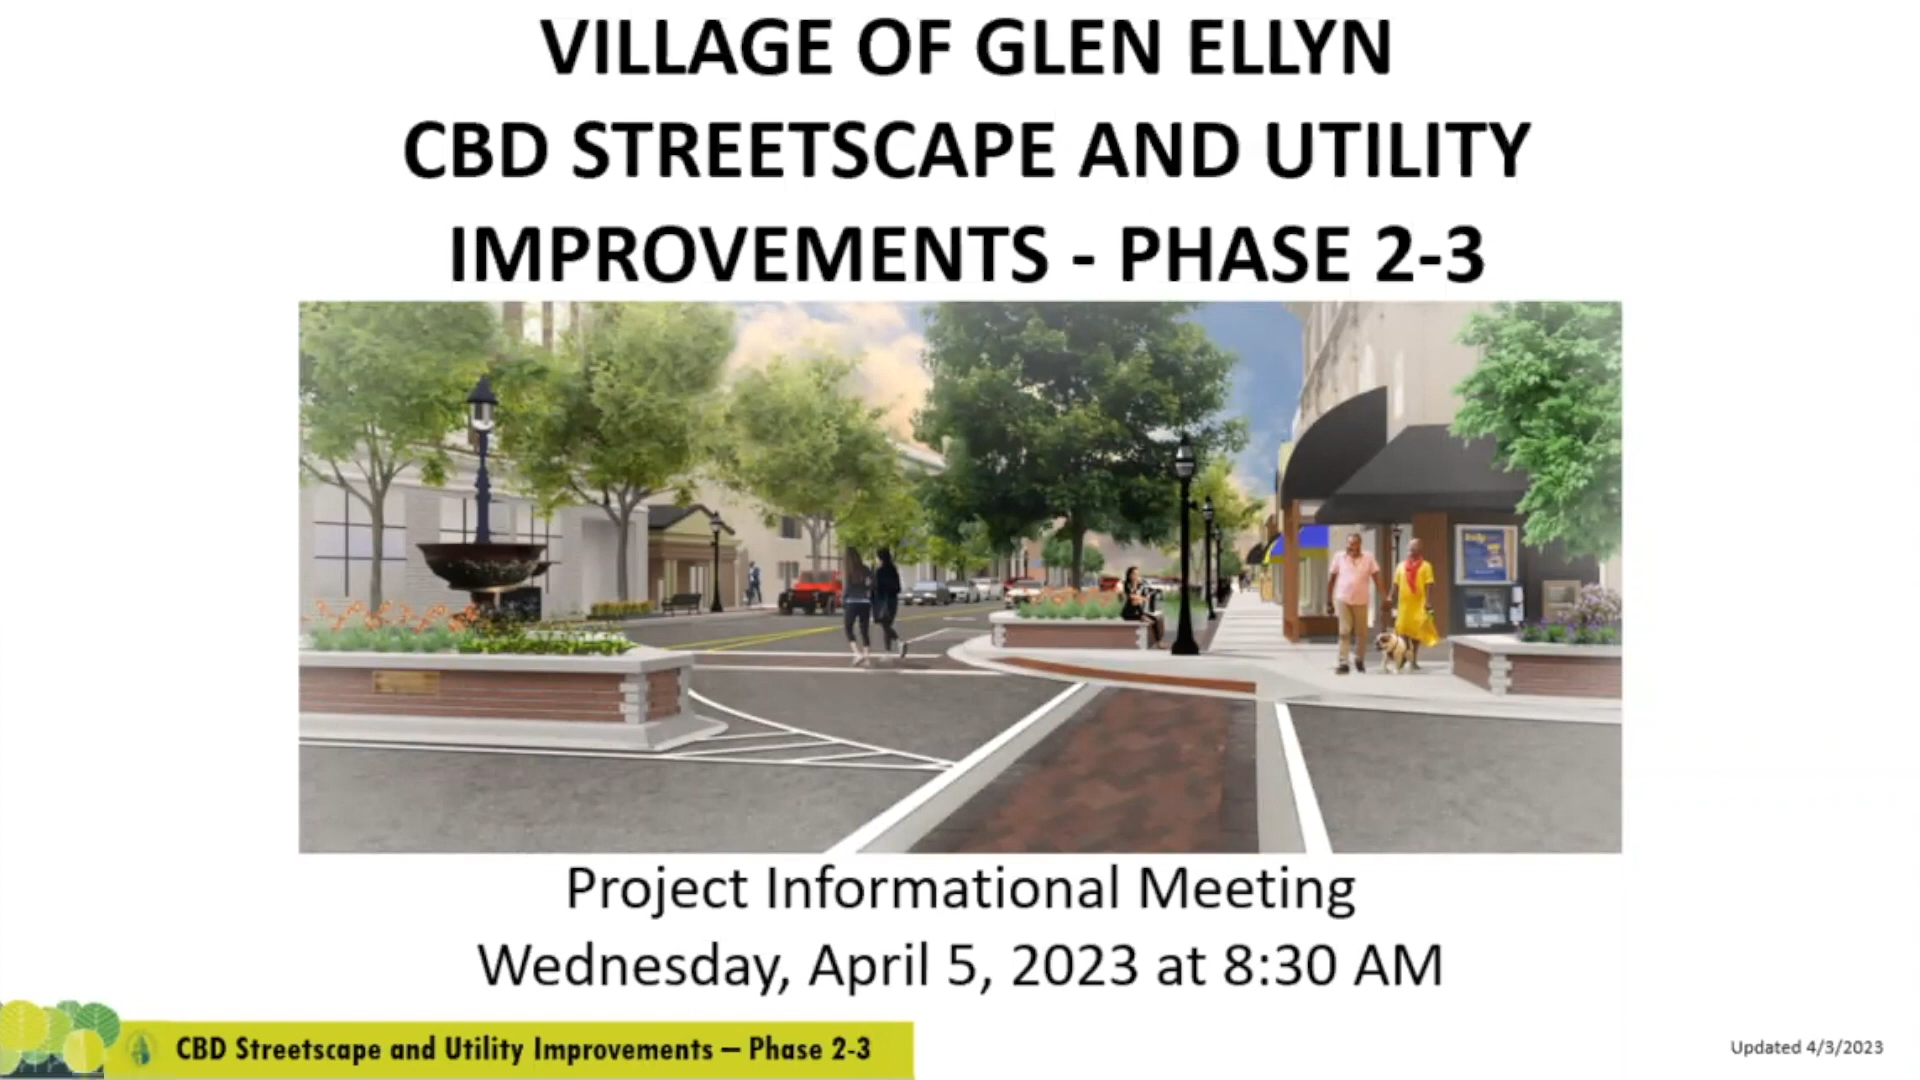 VILLAGE OF GLEN ELLYN
CBD STREETSCAPE AND UTILITY
IMPROVEMENTS - PHASE 2-3
Project Informational Meeting
Wednesday, April 5, 2023 at 8:30 AM
CBD Streetscape and Utility Improvements – Phase 2-3
Updated 4/3/2023